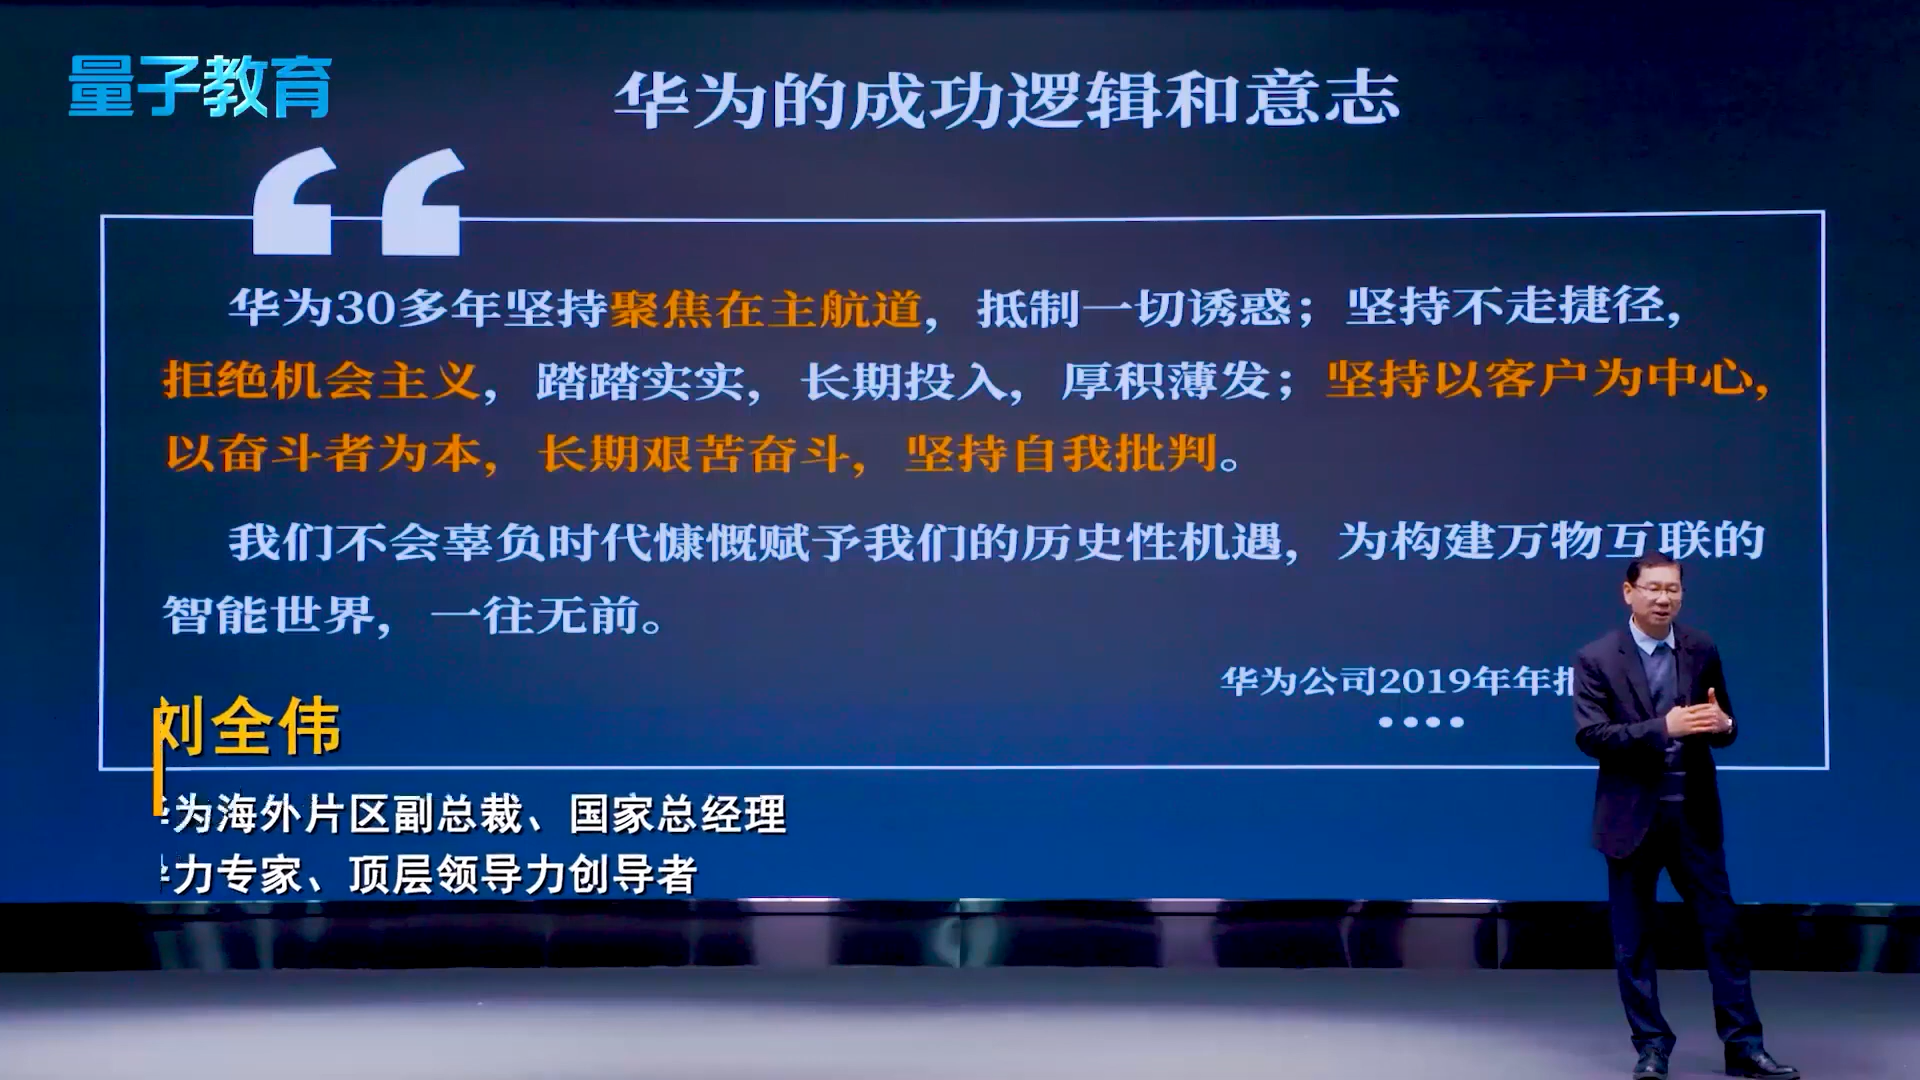 量子教育
华为的成功逻辑和意志
华为30多年坚持聚焦在主航道，抵制一切诱惑；坚持不走捷径，
拒绝机会主义，踏踏实实，长期投入，厚积薄发；坚持以客户为中心，
以奋斗者为本，长期艰苦奋斗，坚持自我批判。
我们不会辜负时代慷慨赋予我们的历史性机遇，为构建万物互联的
智能世界，一往无前。
华为公司2019年年报
刘全伟
华为海外片区副总裁、国家总经理
力专家、顶层领导力创导者